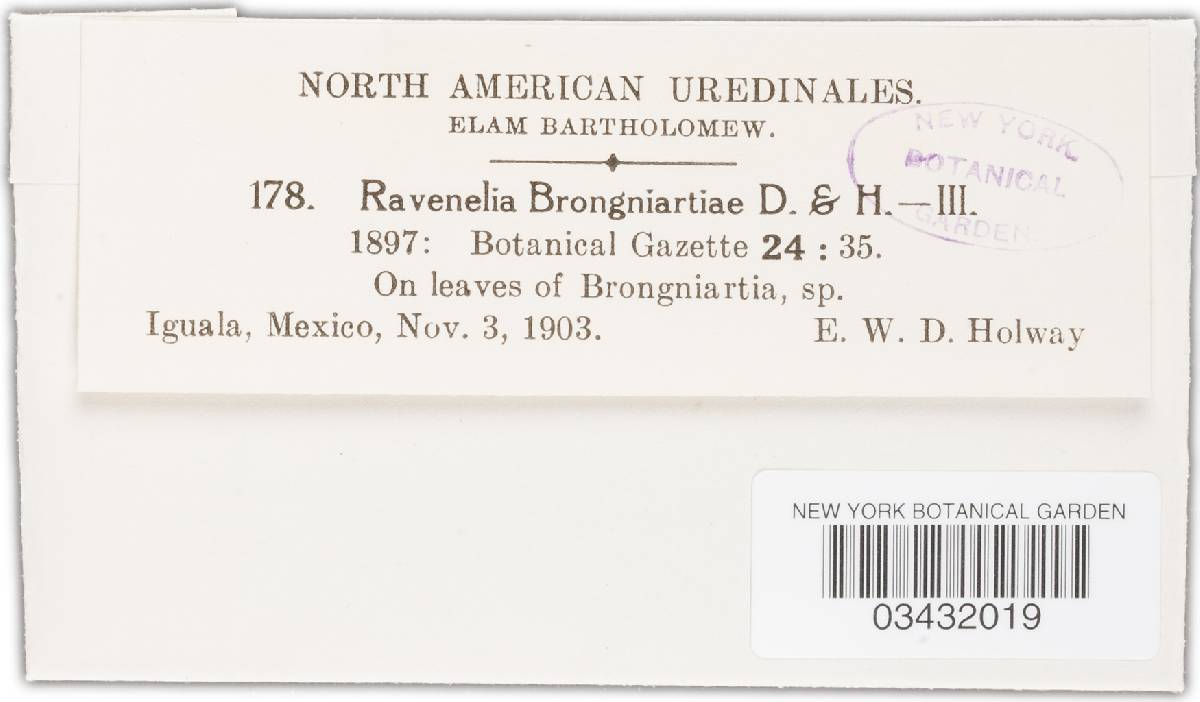 NORTH AMERICAN UREDINALES.
ELAM BARTHOLOMEW.
NEW YORK
BOTANICAL
GARDEN.
178. Ravenelia Brongniartiae D. & H.—III.
1897: Botanical Gazette 24 : 35.
On leaves of Brongniartia, sp.
Iguala, Mexico, Nov. 3, 1903. E. W. D. Holway
NEW YORK BOTANICAL GARDEN
03432019